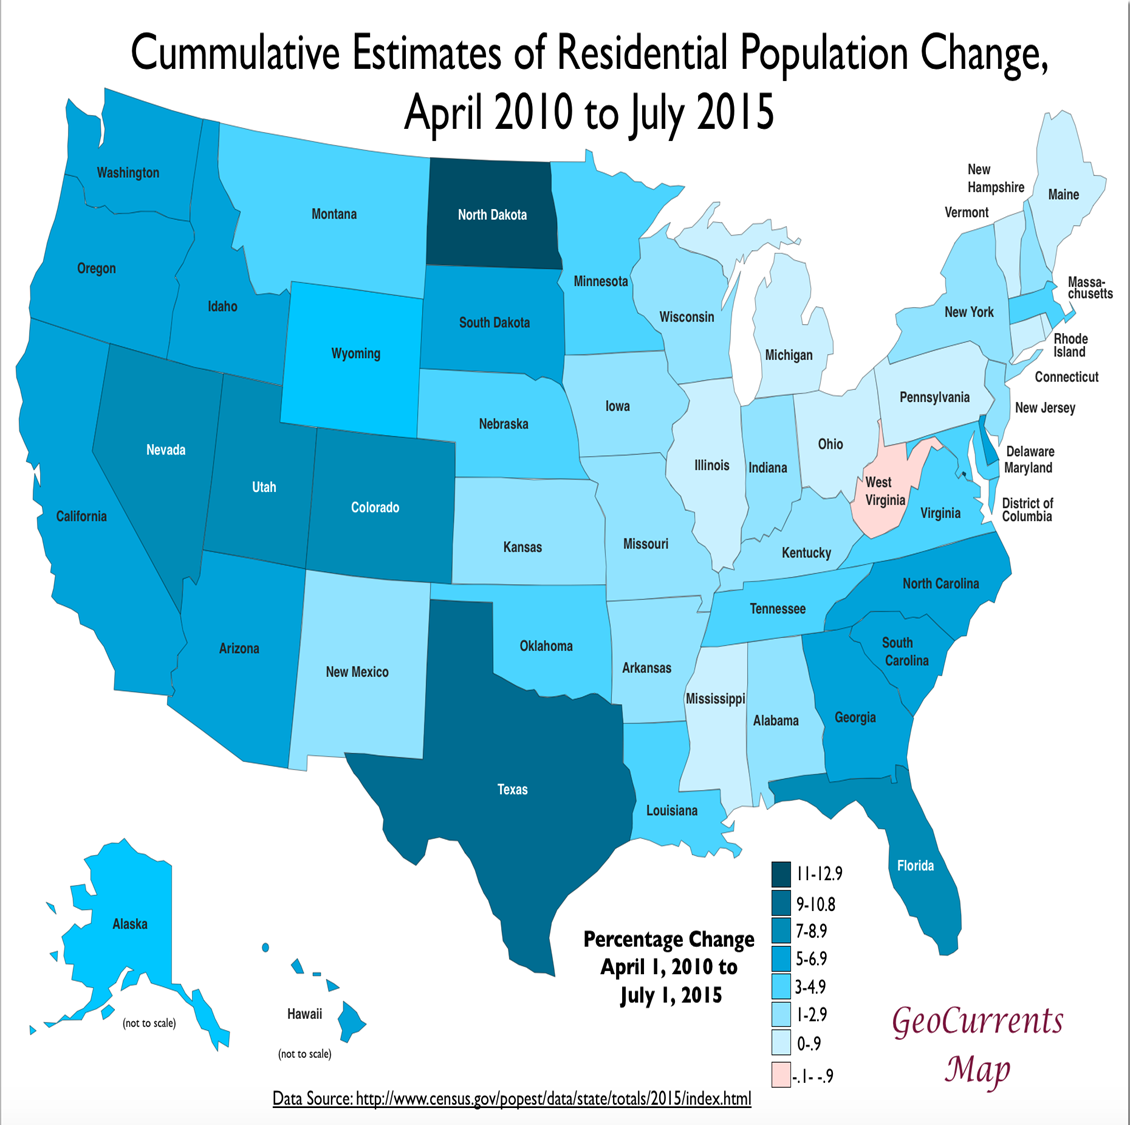 Cummulative Estimates of Residential Population Change,
April 2010 to July 2015
Washington
Oregon
Idaho
Montana
North Dakota
South Dakota
Wyoming
Minnesota
Wisconsin
Michigan
New
Hampshire
Vermont
Maine
Massa-
chusetts
New York
Rhode
Island
Connecticut
New Jersey
Pennsylvania
Delaware
Maryland
District of
Columbia
California
Nevada
Utah
Colorado
Nebraska
Iowa
Kansas
Missouri
Illinois
Indiana
Ohio
West
Virginia
Virginia
Kentucky
Tennessee
North Carolina
South
Carolina
Arizona
New Mexico
Oklahoma
Arkansas
Mississippi
Alabama
Georgia
Texas
Louisiana
Florida
Alaska
(not to scale)
Hawaii
(not to scale)
Percentage Change
April 1, 2010 to
July 1, 2015
11-12.9
9-10.8
7-8.9
5-6.9
3-4.9
1-2.9
0-.9
-.1- -.9
GeoCurrents
Map
Data Source: http://www.census.gov/popest/data/state/totals/2015/index.html